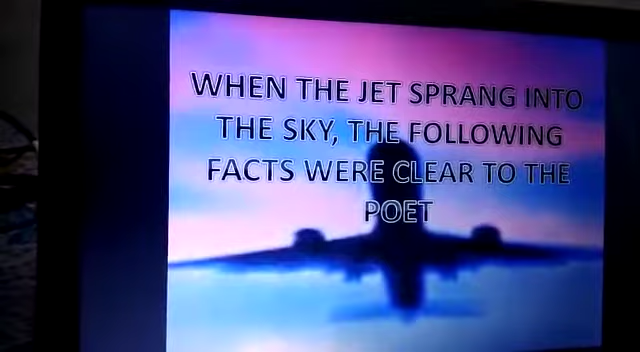 WHEN THE JET SPRANG INTO
THE SKY, THE FOLLOWING
FACTS WERE CLEAR TO THE
POET